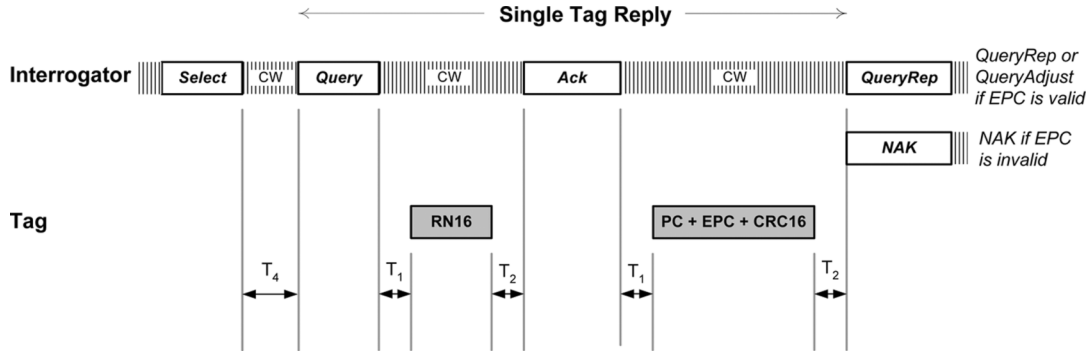 Single Tag Reply
Interrogator
Select
CW
Query
CW
Ack
CW
QueryRep
QueryRep or
QueryAdjust
if EPC is valid
NAK
NAK if EPC
is invalid
Tag
RN16
PC + EPC + CRC16
T4
T1
T2
T1
T2